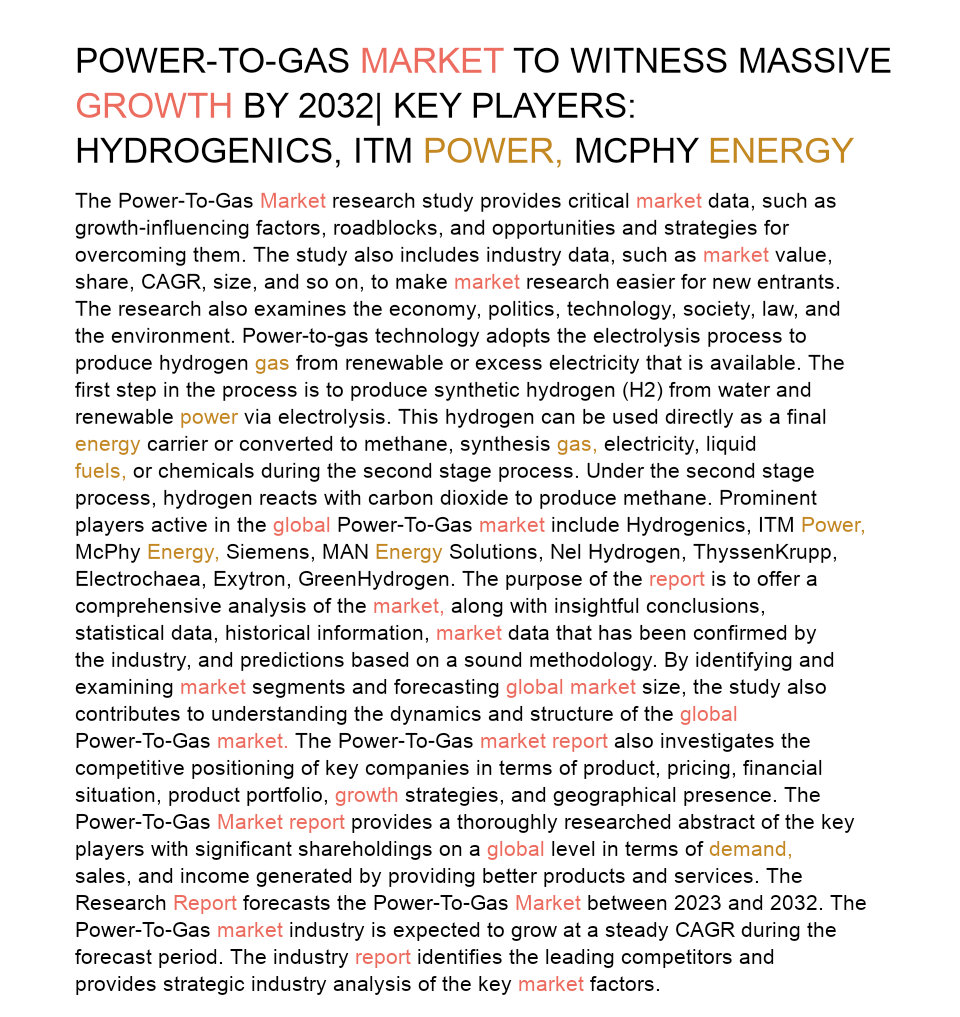 POWER-TO-GAS MARKET TO WITNESS MASSIVE
GROWTH BY 2032| KEY PLAYERS:
HYDROGENICS, ITM POWER, MCPHY ENERGY
The Power-To-Gas Market research study provides critical market data, such as
growth-influencing factors, roadblocks, and opportunities and strategies for
overcoming them. The study also includes industry data, such as market value,
share, CAGR, size, and so on, to make market research easier for new entrants.
The research also examines the economy, politics, technology, society, law, and
the environment. Power-to-gas technology adopts the electrolysis process to
produce hydrogen gas from renewable or excess electricity that is available. The
first step in the process is to produce synthetic hydrogen (H2) from water and
renewable power via electrolysis. This hydrogen can be used directly as a final
energy carrier or converted to methane, synthesis gas, electricity, liquid
fuels, or chemicals during the second stage process. Under the second stage
process, hydrogen reacts with carbon dioxide to produce methane. Prominent
players active in the global Power-To-Gas market include Hydrogenics, ITM Power,
McPhy Energy, Siemens, MAN Energy Solutions, Nel Hydrogen, ThyssenKrupp,
Electrochaea, Exytron, GreenHydrogen. The purpose of the report is to offer a
comprehensive analysis of the market, along with insightful conclusions,
statistical data, historical information, market data that has been confirmed by
the industry, and predictions based on a sound methodology. By identifying and
examining market segments and forecasting global market size, the study also
contributes to understanding the dynamics and structure of the global
Power-To-Gas market. The Power-To-Gas market report also investigates the
competitive positioning of key companies in terms of product, pricing, financial
situation, product portfolio, growth strategies, and geographical presence. The
Power-To-Gas Market report provides a thoroughly researched abstract of the key
players with significant shareholdings on a global level in terms of demand,
sales, and income generated by providing better products and services. The
Research Report forecasts the Power-To-Gas Market between 2023 and 2032. The
Power-To-Gas market industry is expected to grow at a steady CAGR during the
forecast period. The industry report identifies the leading competitors and
provides strategic industry analysis of the key market factors.